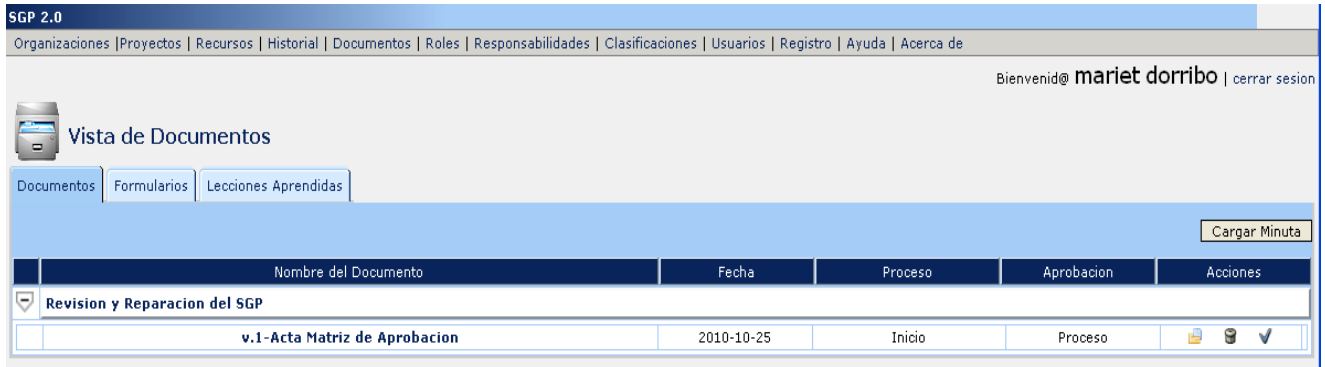 SGP 2.0
Organizaciones |Proyectos | Recursos | Historial | Documentos | Roles | Responsabilidades | Clasificaciones | Usuarios | Registro | Ayuda | Acerca de
Bienvenid@ mariet dorribo | cerrar sesion
Vista de Documentos
Documentos Formularios Lecciones Aprendidas
Cargar Minuta
Nombre del Documento Fecha Proceso Aprobacion Acciones
Revision y Reparacion del SGP
v.1-Acta Matriz de Aprobacion 2010-10-25 Inicio Proceso